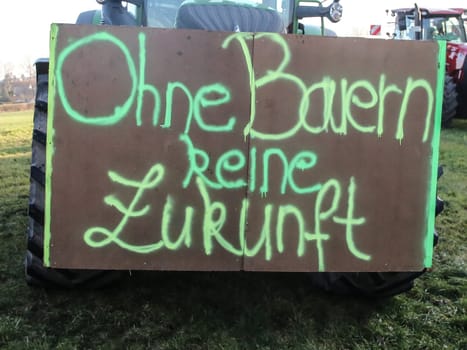 Ohne Bauern
keine
Zukunft